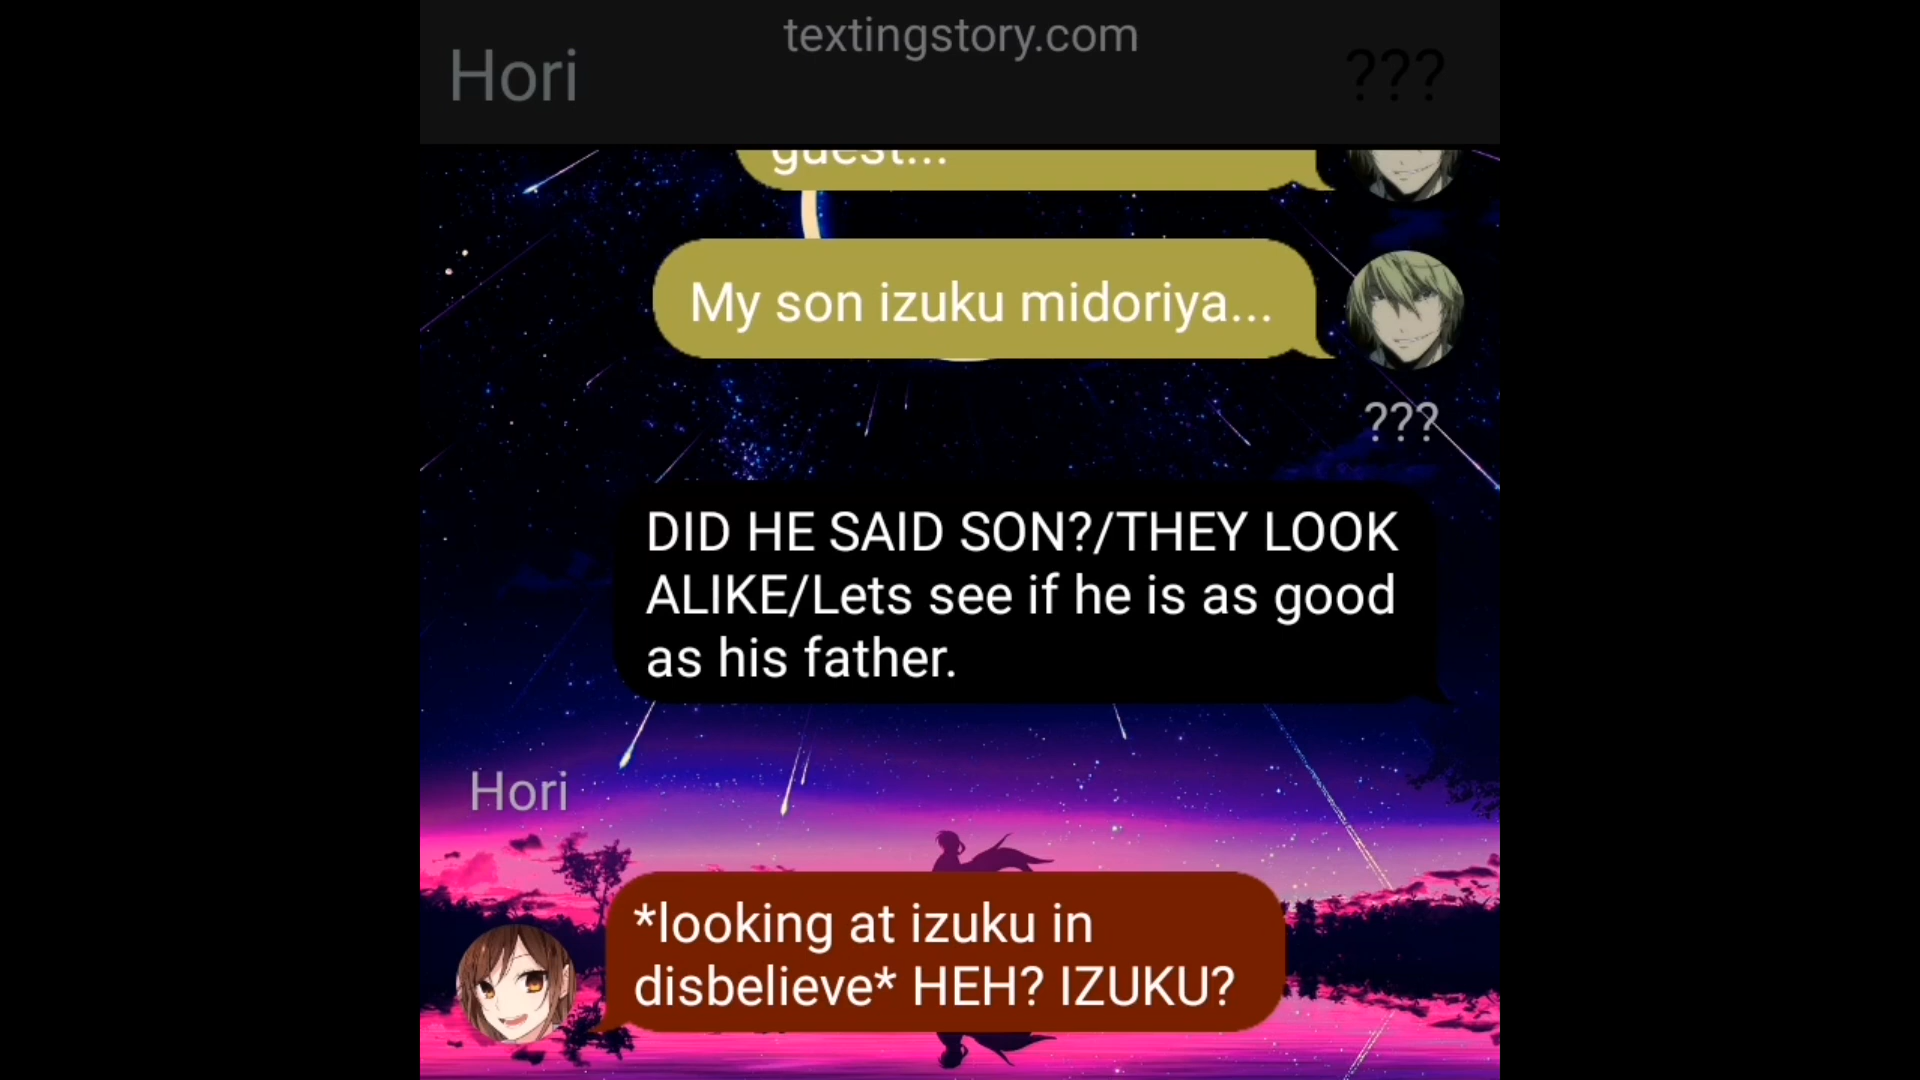 textingstory.com
Hori
???
guest...
My son izuku midoriya...
???
DID HE SAID SON?/THEY LOOK
ALIKE/Lets see if he is as good
as his father.
Hori
*looking at izuku in
disbelieve* HEH? IZUKU?